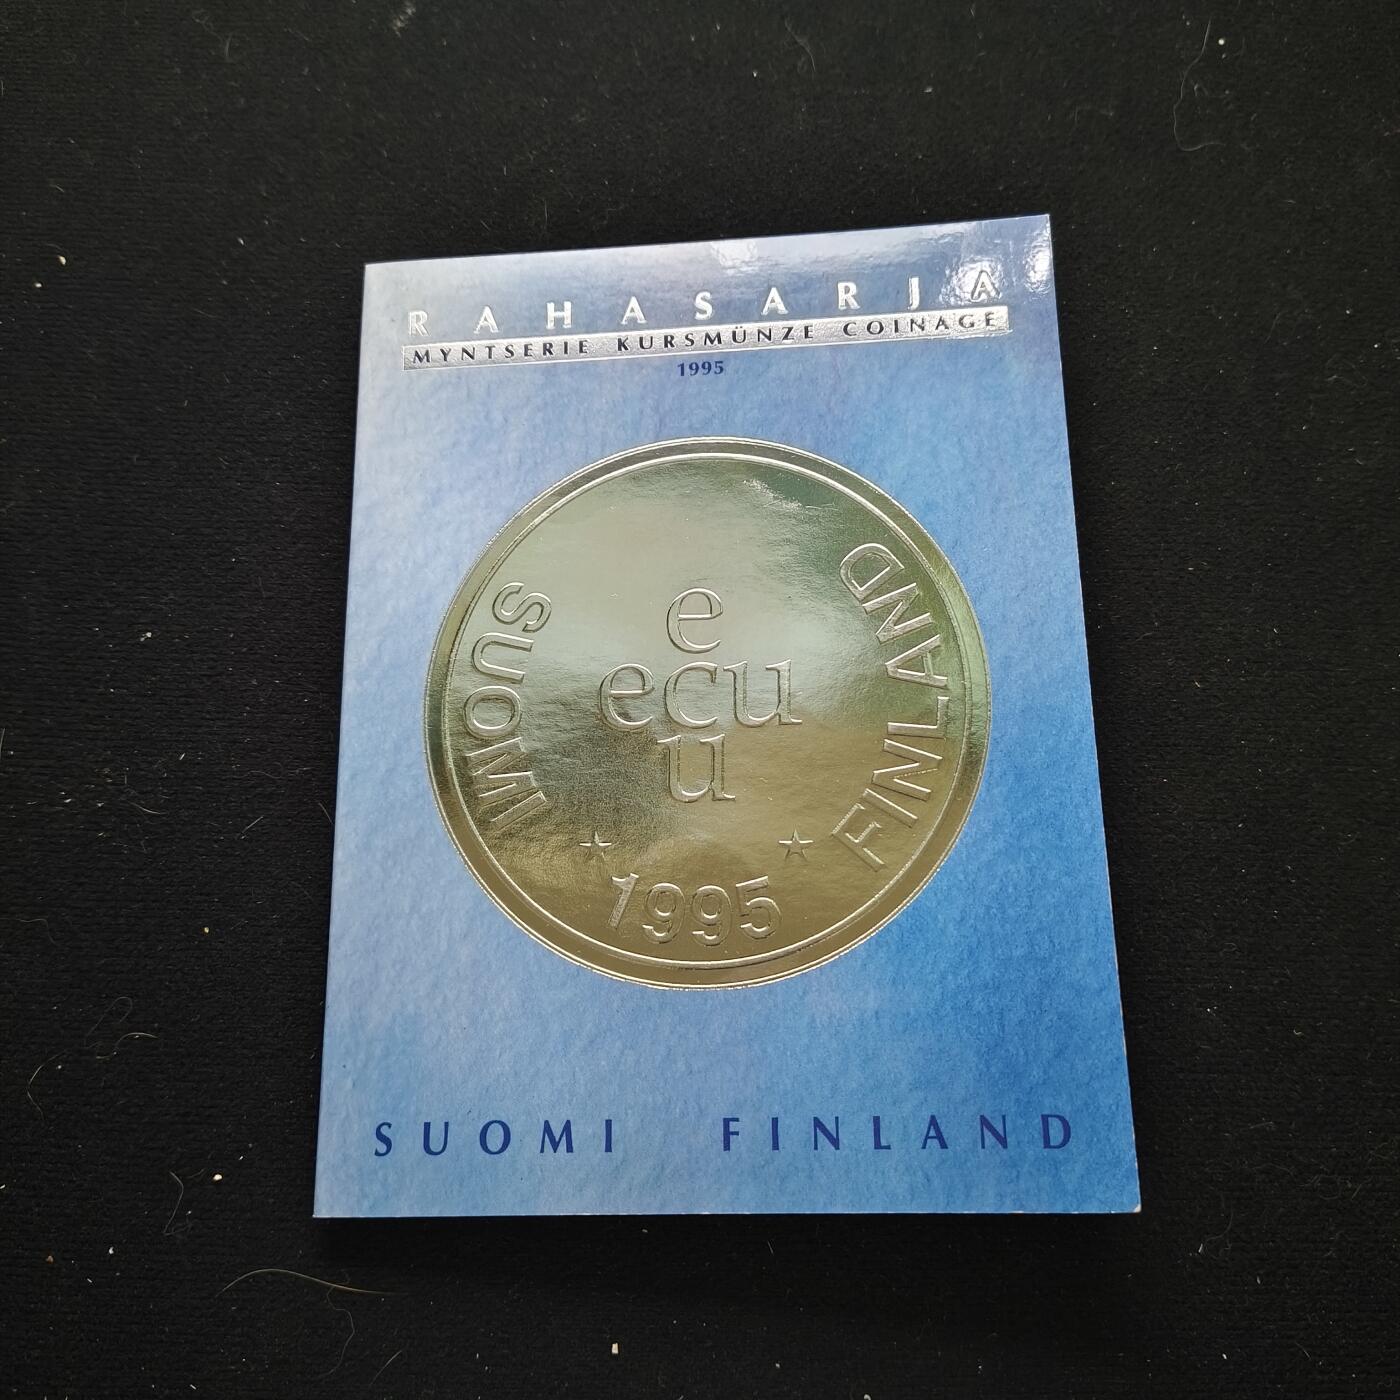 RAHASARJA
MYNTSERIE KURSMÜNZE COINAGE
1995
SUOMI
e
ecu
u
FINLAND
1995
SUOMI FINLAND